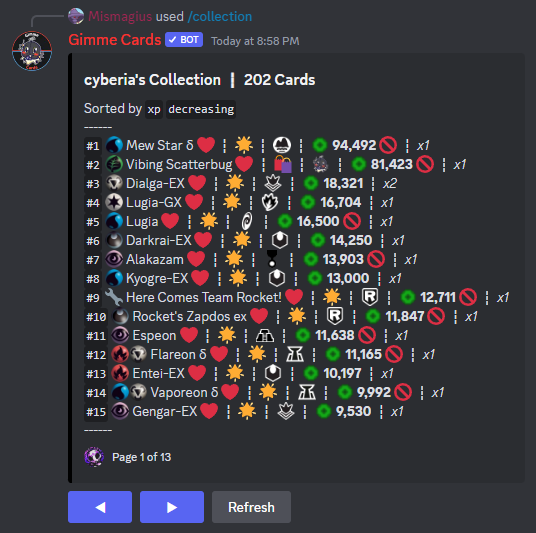 Mismagius used /collection
Gimme Cards ✓ BOT Today at 8:58 PM
cyberia's Collection ┇ 202 Cards
Sorted by xp decreasing
------
#1 Mew Star δ ┇ ┇ ┇ 94,492 ┇ x1
#2 Vibing Scatterbug ┇ ┇ ┇ 81,423 ┇ x1
#3 Dialga-EX ┇ ┇ ┇ 18,321 ┇ x2
#4 Lugia-GX ┇ ┇ ┇ 16,704 ┇ x1
#5 Lugia ┇ ┇ ┇ 16,500 ┇ x1
#6 Darkrai-EX ┇ ┇ ┇ 14,250 ┇ x1
#7 Alakazam ┇ ┇ ┇ 13,903 ┇ x1
#8 Kyogre-EX ┇ ┇ ┇ 13,000 ┇ x1
#9 Here Comes Team Rocket! ┇ ┇ R ┇ 12,711 ┇ x1
#10 Rocket's Zapdos ex ┇ ┇ R ┇ 11,847 ┇ x1
#11 Espeon ┇ ┇ ┇ 11,638 ┇ x1
#12 Flareon δ ┇ ┇ ┇ 11,165 ┇ x1
#13 Entei-EX ┇ ┇ ┇ 10,197 ┇ x1
#14 Vaporeon δ ┇ ┇ ┇ 9,992 ┇ x1
#15 Gengar-EX ┇ ┇ ┇ 9,530 ┇ x1
------
Page 1 of 13
Refresh